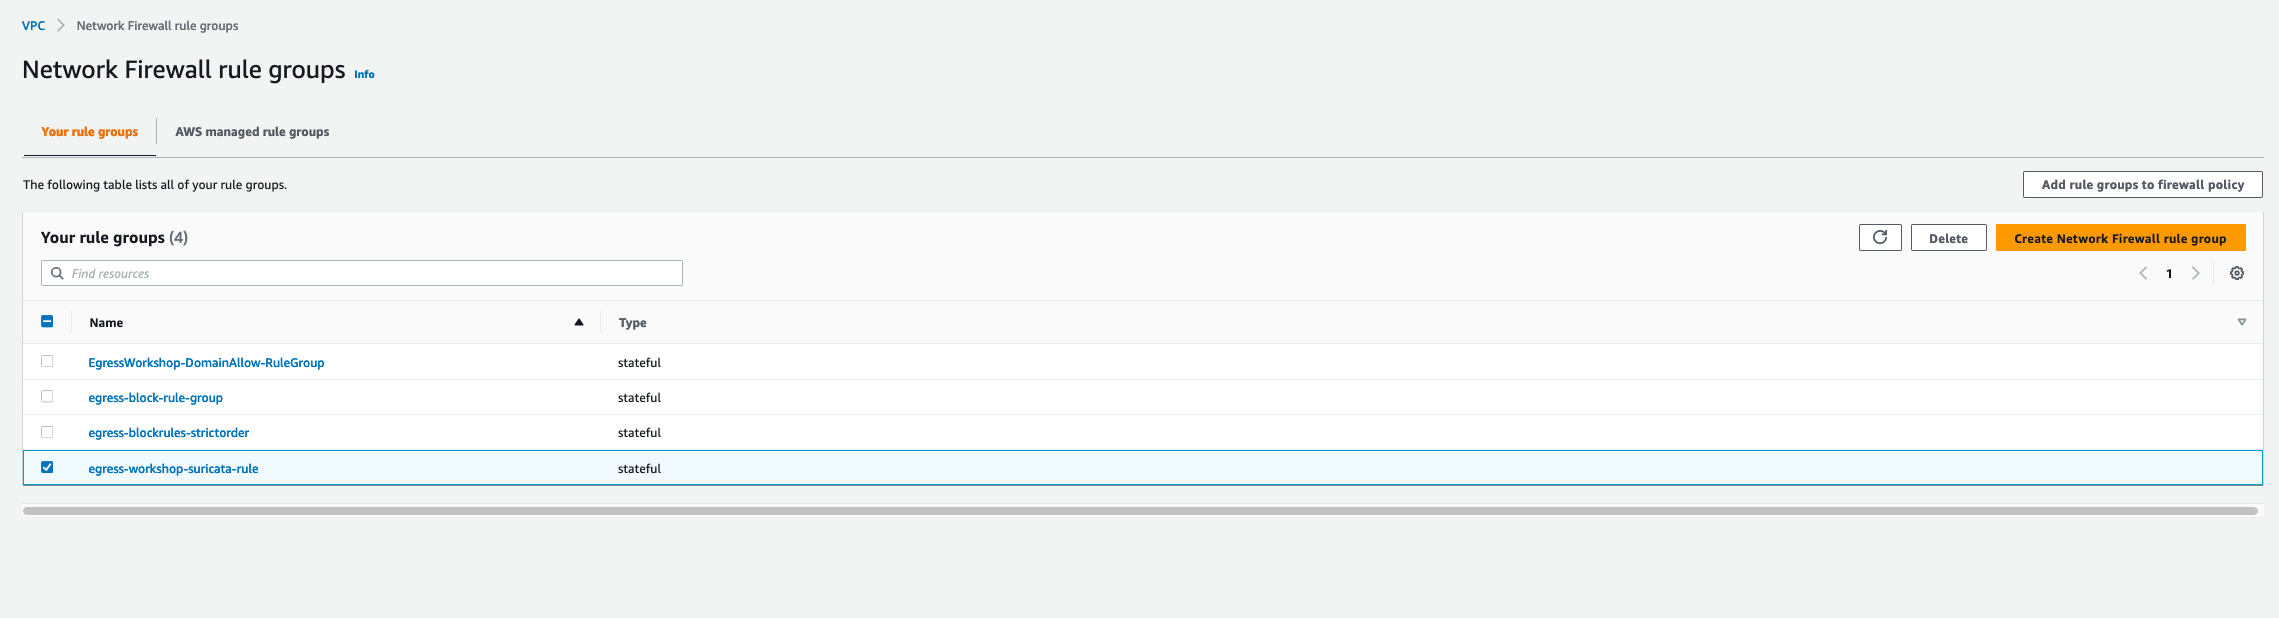 VPC > Network Firewall rule groups
Network Firewall rule groups Info
Your rule groups AWS managed rule groups
The following table lists all of your rule groups. Add rule groups to firewall policy
Your rule groups (4) Delete Create Network Firewall rule group
Find resources 1
Name Type
EgressWorkshop-DomainAllow-RuleGroup stateful
egress-block-rule-group stateful
egress-blockrules-strictorder stateful
egress-workshop-suricata-rule stateful